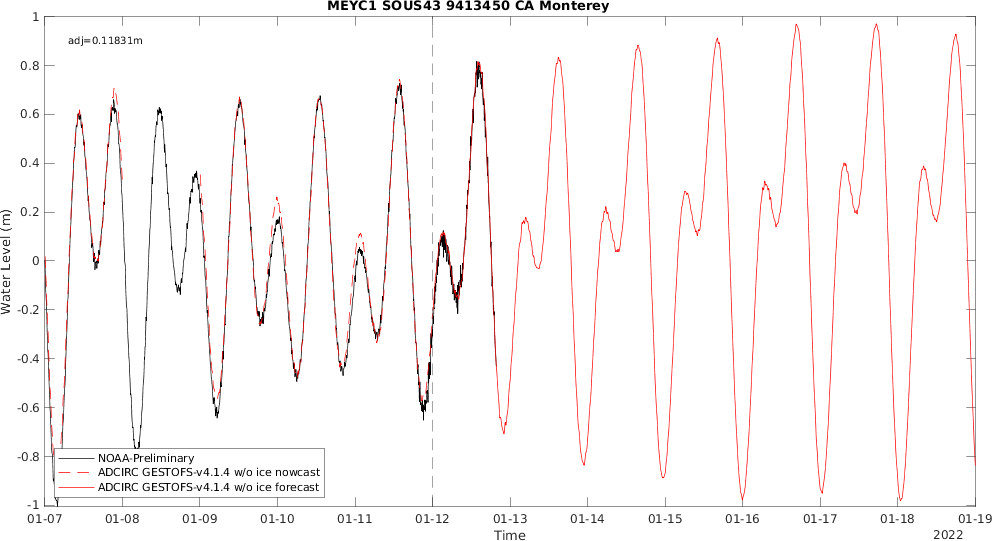 MEYC1 SOUS43 9413450 CA Monterey
adj=0.11831m
1
0.8
0.6
0.4
0.2
0
-0.2
-0.4
-0.6
-0.8
-1
Water Level (m)
NOAA-Preliminary
ADCIRC GESTOFS-v4.1.4 w/o ice nowcast
ADCIRC GESTOFS-v4.1.4 w/o ice forecast
01-07 01-08 01-09 01-10 01-11 01-12 01-13 01-14 01-15 01-16 01-17 01-18 01-19
Time
2022